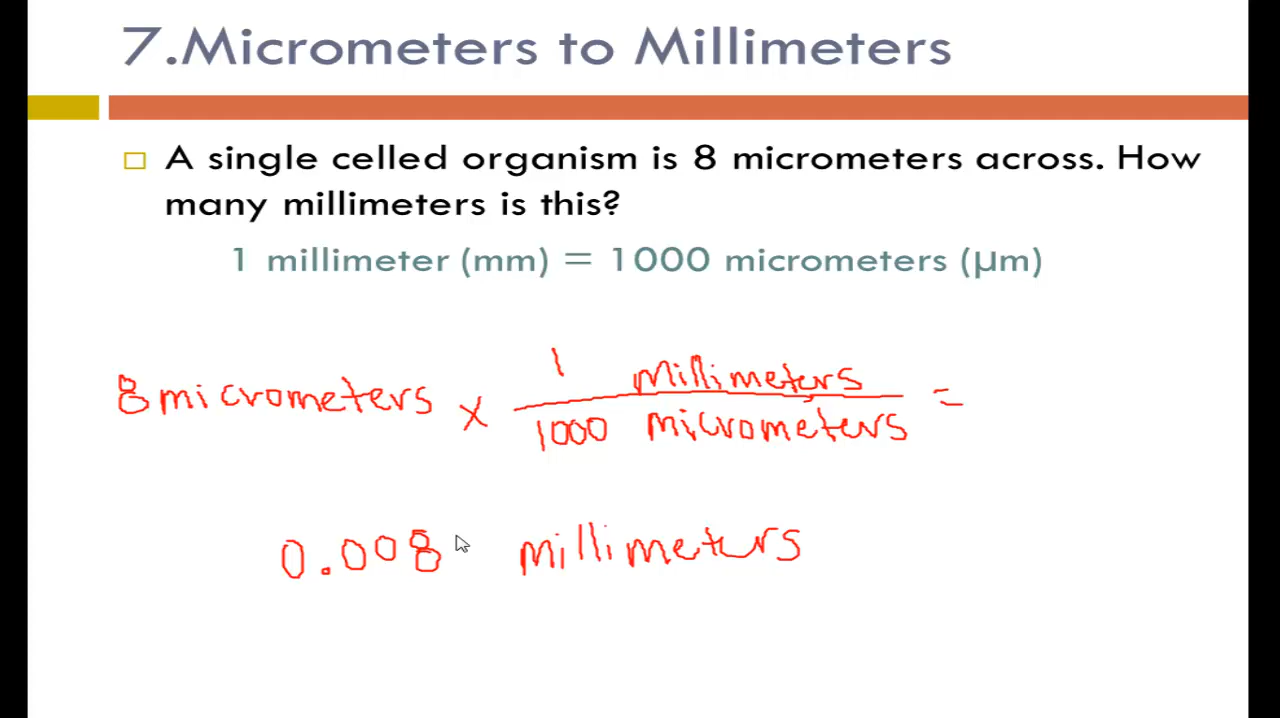 7.Micrometers to Millimeters
A single celled organism is 8 micrometers across. How
many millimeters is this?
1 millimeter (mm) = 1000 micrometers (µm)
8 micrometers x 1 millimeters =
1000 micrometers
0.008 millimeters